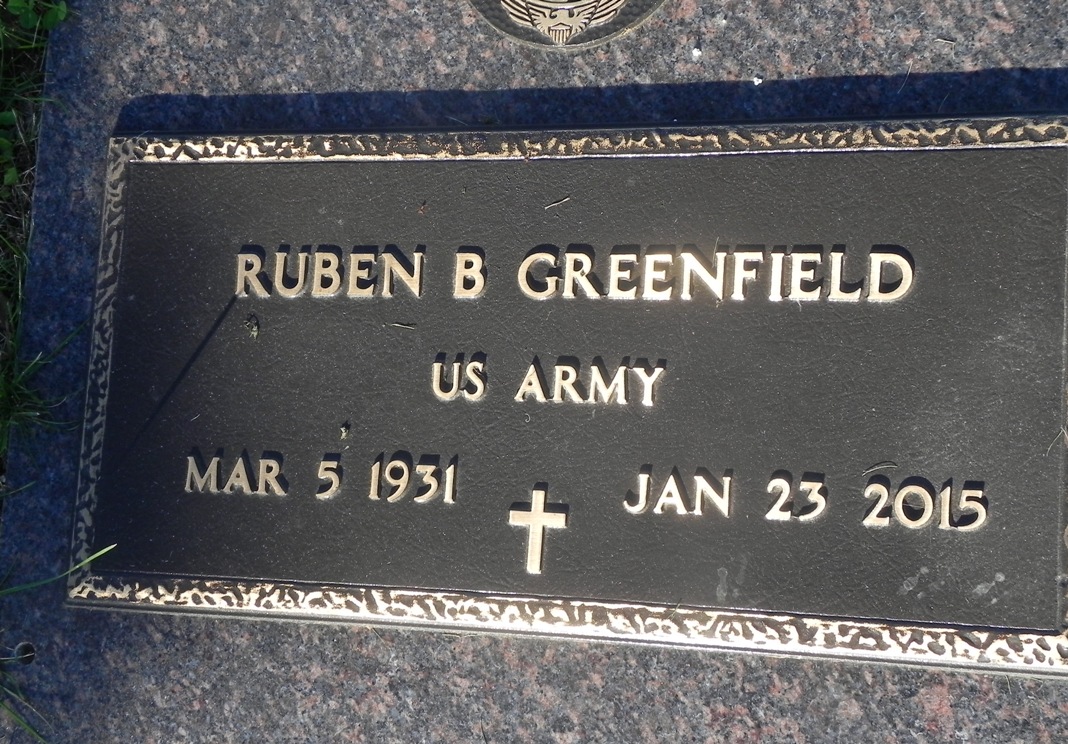 RUBEN B GREENFIELD
US ARMY
MAR 5 1931 JAN 23 2015